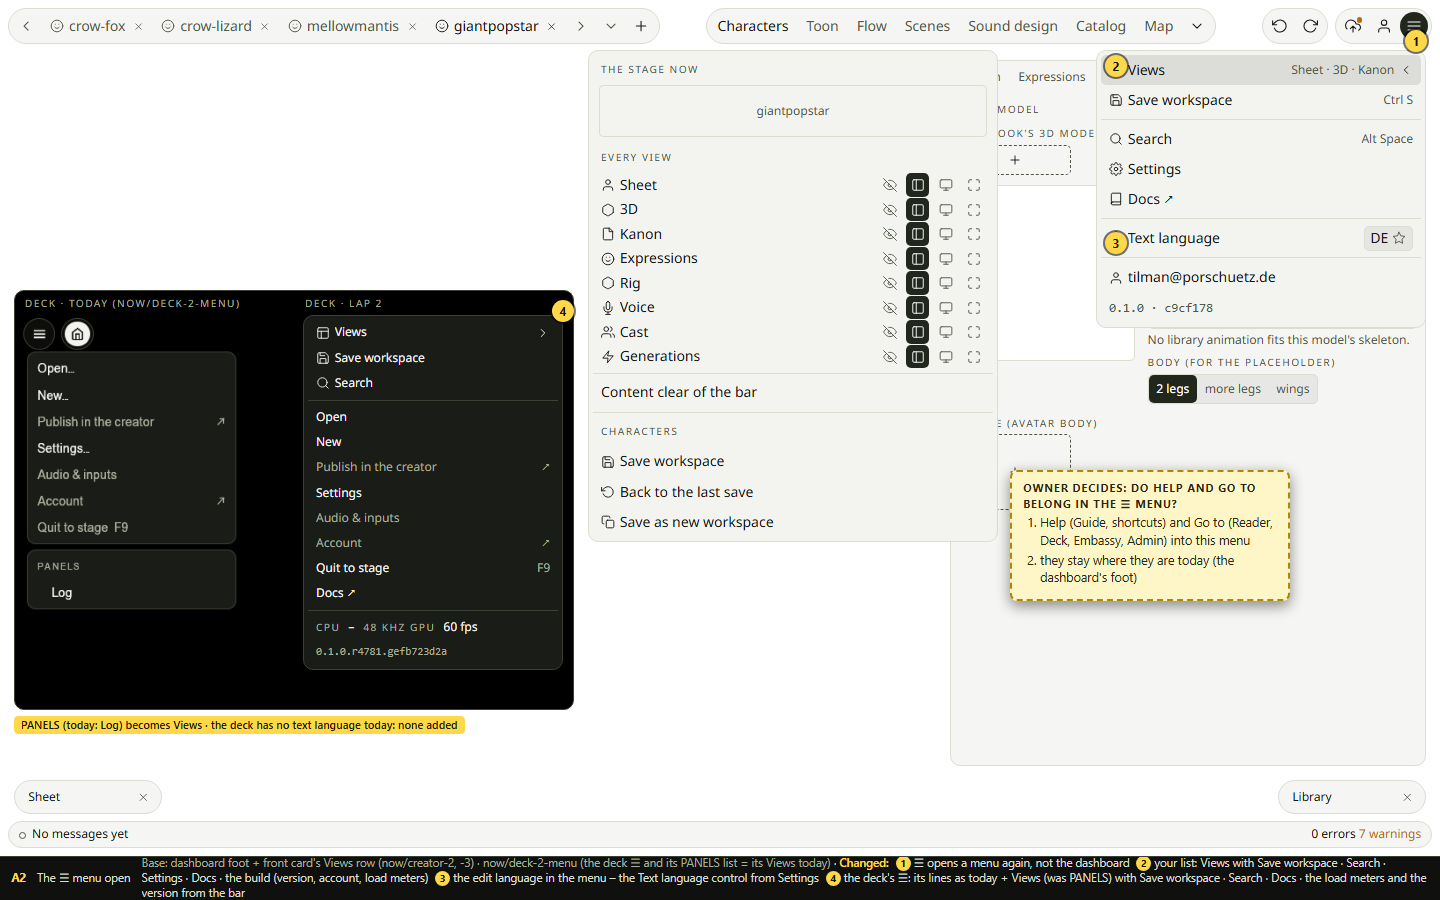 crow-fox
crow-lizard
mellowmantis
giantpopstar
Characters
Toon
Flow
Scenes
Sound design
Catalog
Map
1
THE STAGE NOW
giantpopstar
EVERY VIEW
Sheet
3D
Kanon
Expressions
Rig
Voice
Cast
Generations
Content clear of the bar
CHARACTERS
Save workspace
Back to the last save
Save as new workspace
Expressions
MODEL
OOK'S 3D MODE
E (AVATAR BODY)
2
Views Sheet · 3D · Kanon
Save workspace Ctrl S
Search Alt Space
Settings
Docs ↗
3
Text language DE
tilman@porschuetz.de
0.1.0 · c9cf178
No library animation fits this model's skeleton.
BODY (FOR THE PLACEHOLDER)
2 legs more legs wings
OWNER DECIDES: DO HELP AND GO TO
BELONG IN THE ☰ MENU?
1. Help (Guide, shortcuts) and Go to (Reader,
Deck, Embassy, Admin) into this menu
2. they stay where they are today (the
dashboard's foot)
DECK · TODAY (NOW/DECK-2-MENU)
Open…
New…
Publish in the creator ↗
Settings…
Audio & inputs
Account ↗
Quit to stage F9
PANELS
Log
DECK · LAP 2
4
Views
Save workspace
Search
Open
New
Publish in the creator ↗
Settings
Audio & inputs
Account ↗
Quit to stage F9
Docs ↗
CPU – 48 KHZ GPU 60 fps
0.1.0.r4781.gefb723d2a
PANELS (today: Log) becomes Views · the deck has no text language today: none added
Sheet
Library
No messages yet
0 errors 7 warnings
A2 The ☰ menu open
Base: dashboard foot + front card's Views row (now/creator-2, -3) · now/deck-2-menu (the deck ☰ and its PANELS list = its Views today) · Changed: 1 ☰ opens a menu again, not the dashboard 2 your list: Views with Save workspace · Search ·
Settings · Docs · the build (version, account, load meters) 3 the edit language in the menu – the Text language control from Settings 4 the deck's ☰: its lines as today + Views (was PANELS) with Save workspace · Search · Docs · the load meters and the
version from the bar